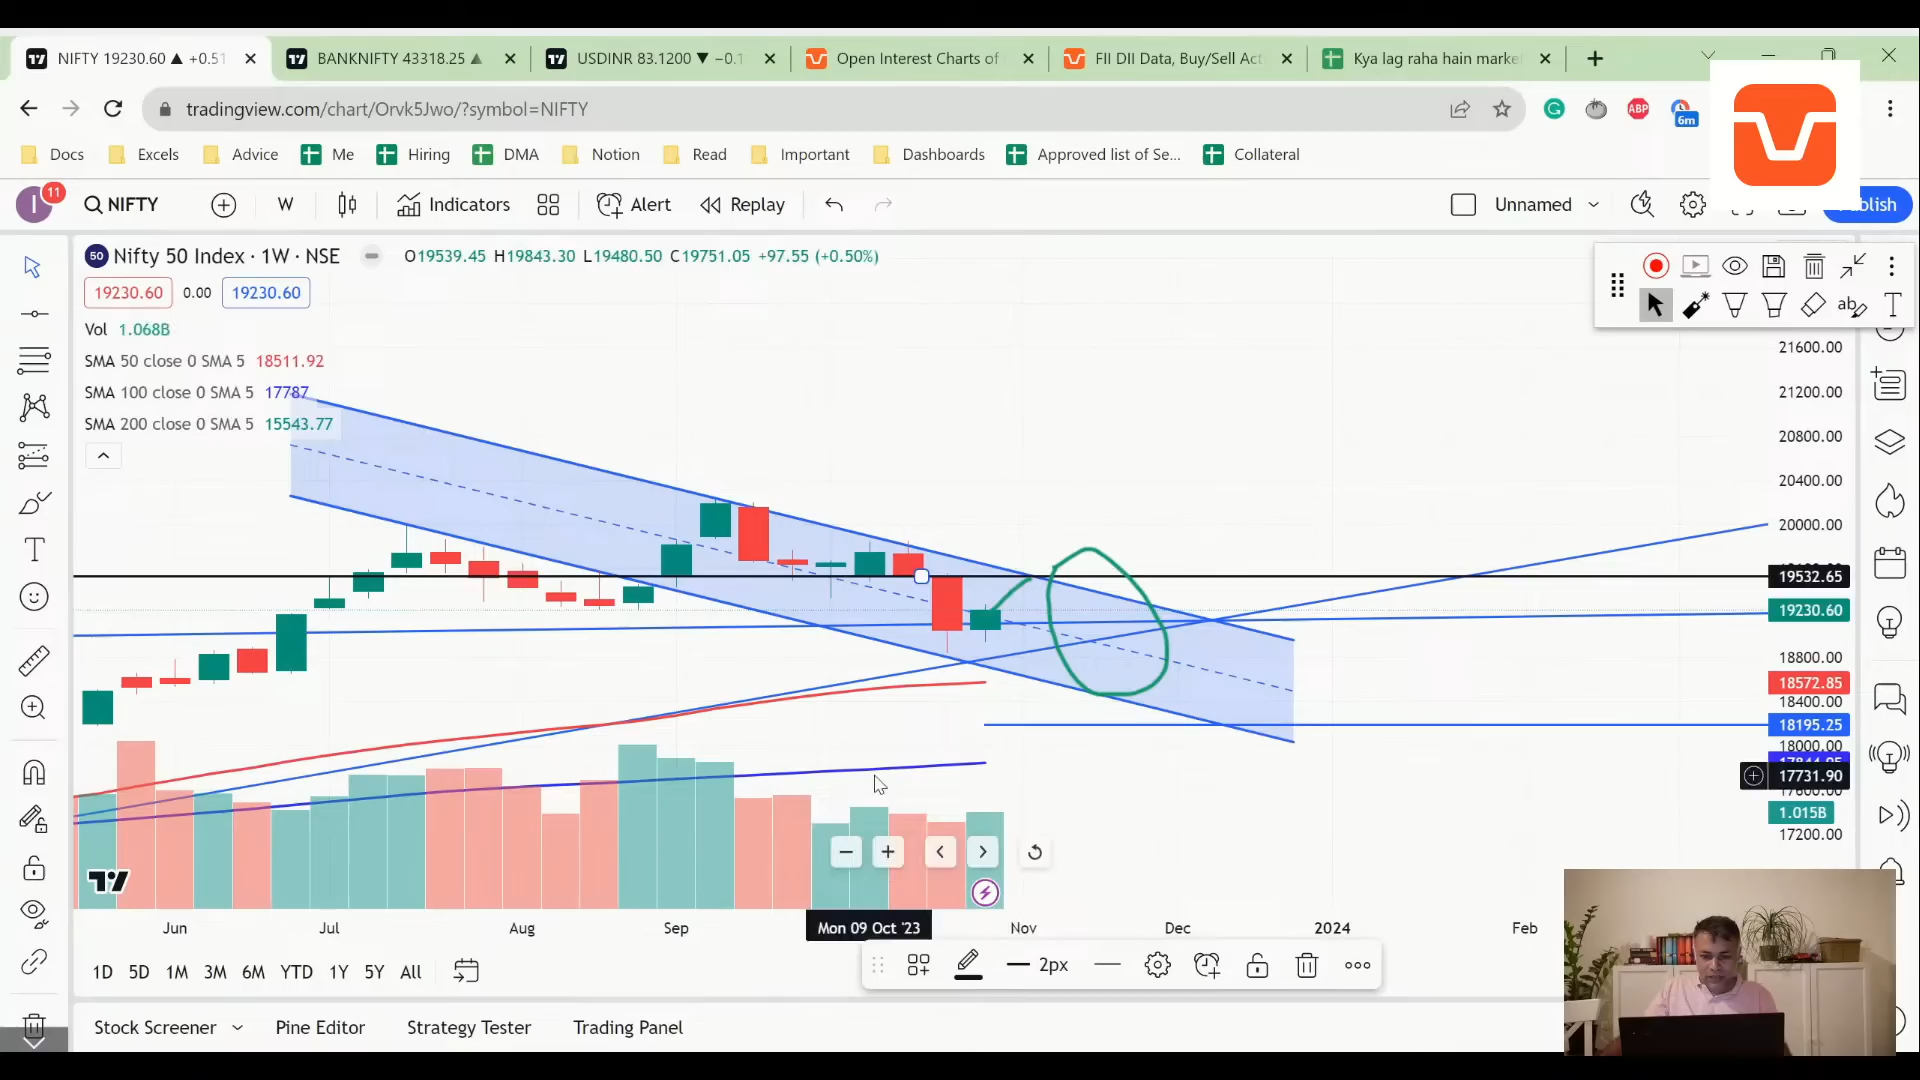 NIFTY 19230.60 ▲ +0.51
BANKNIFTY 43318.25 ▲
USDINR 83.1200 ▼ −0.1
Open Interest Charts of
FII DII Data, Buy/Sell Act
Kya lag raha hain market
tradingview.com/chart/Orvk5Jwo/?symbol=NIFTY
ABP
6m
Docs
Excels
Advice
Me
Hiring
DMA
Notion
Read
Important
Dashboards
Approved list of Se...
Collateral
I
11
NIFTY
W
Indicators
Alert
Replay
Unnamed
50
Nifty 50 Index · 1W · NSE
O19539.45 H19843.30 L19480.50 C19751.05 +97.55 (+0.50%)
19230.60
0.00
19230.60
Vol 1.068B
SMA 50 close 0 SMA 5 18511.92
SMA 100 close 0 SMA 5 17787
SMA 200 close 0 SMA 5 15543.77
21600.00
21200.00
20800.00
20400.00
20000.00
19532.65
19230.60
18800.00
18572.85
18400.00
18195.25
18000.00
17731.90
1.015B
17200.00
Jun
Jul
Aug
Sep
Mon 09 Oct '23
Nov
Dec
2024
Feb
1D
5D
1M
3M
6M
YTD
1Y
5Y
All
2px
Stock Screener
Pine Editor
Strategy Tester
Trading Panel